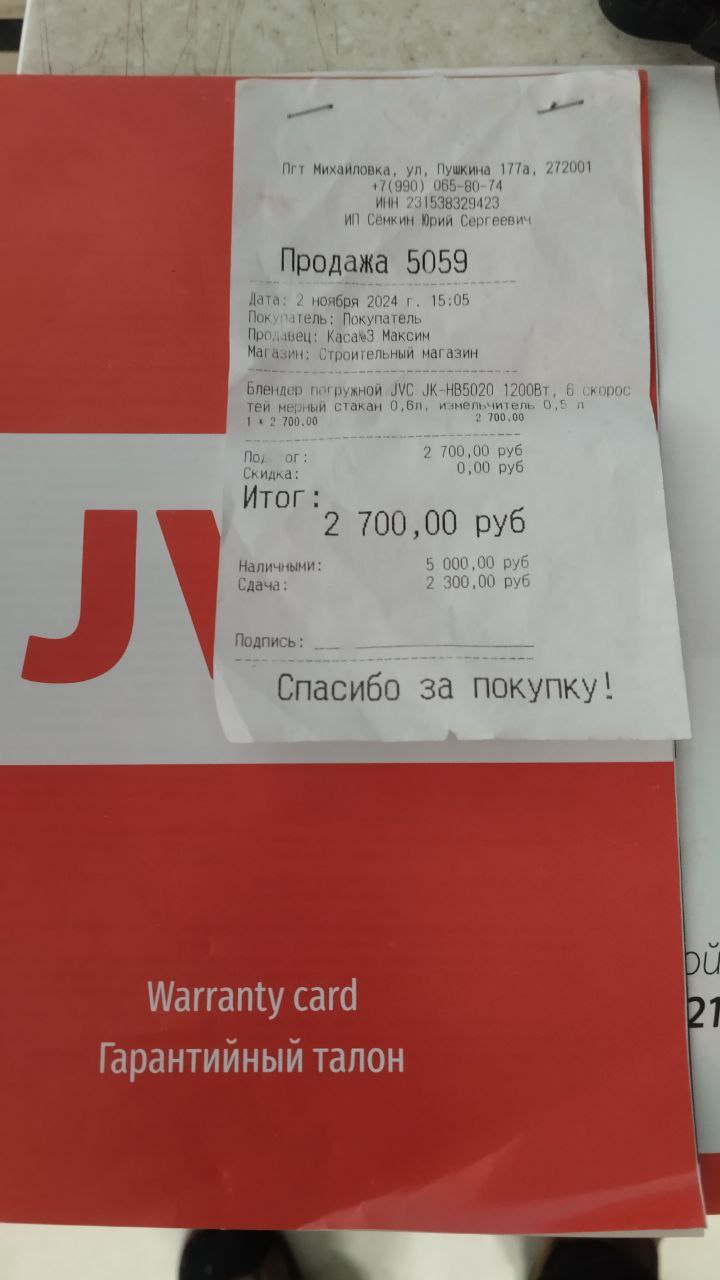 Пгт Михайловка, ул, Пушкина 177а, 272001
+7(990) 065-80-74
ИНН 231538329423
ИП Сёмкин Юрий Сергеевич
Продажа 5059
Дата: 2 ноября 2024 г. 15:05
Покупатель: Покупатель
Продавец: Каса№3 Максим
Магазин: Строительный магазин
Блендер погружной JVC JK-HB5020 1200Вт, 6 скорос
тей мерный стакан 0,6л, измельчитель 0,5 л
1 * 2 700.00 2 700.00
2 700,00 руб
Скидка: 0,00 руб
Итог:
2 700,00 руб
Наличными: 5 000,00 руб
Сдача: 2 300,00 руб
Подпись:
Спасибо за покупку!
JV
Warranty card
Гарантийный талон
ой
21